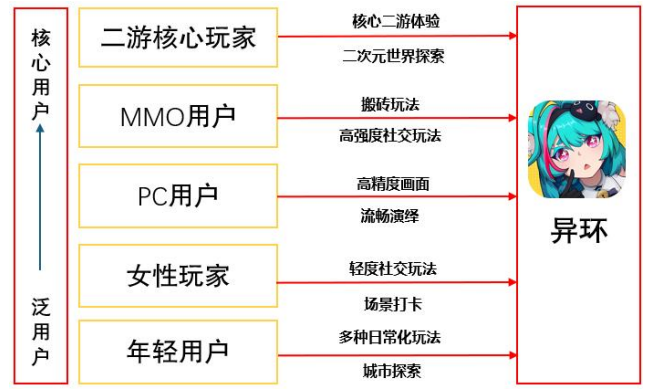 核心用户
泛用户
二游核心玩家
核心二游体验
二次元世界探索
MMO用户
搬砖玩法
高强度社交玩法
PC用户
高精度画面
流畅演绎
女性玩家
轻度社交玩法
场景打卡
年轻用户
多种日常化玩法
城市探索
异环